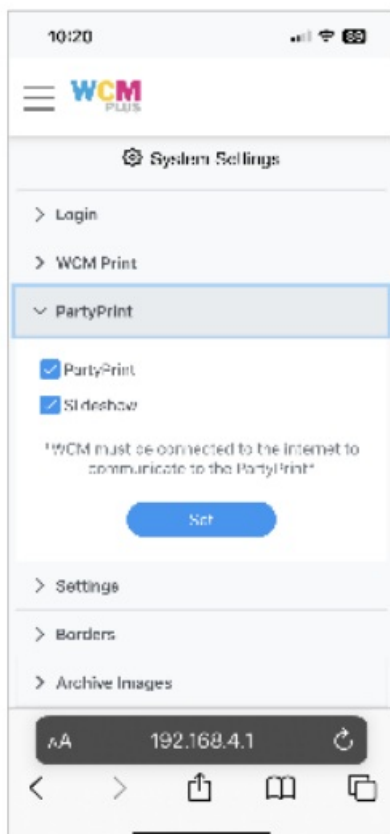 10:20
69
WCM
PLUS
System Settings
Login
WCM Print
PartyPrint
PartyPrint
Slideshow
*WCM must be connected to the internet to
communicate to the PartyPrint*
Set
Settings
Borders
Archive Images
AA 192.168.4.1